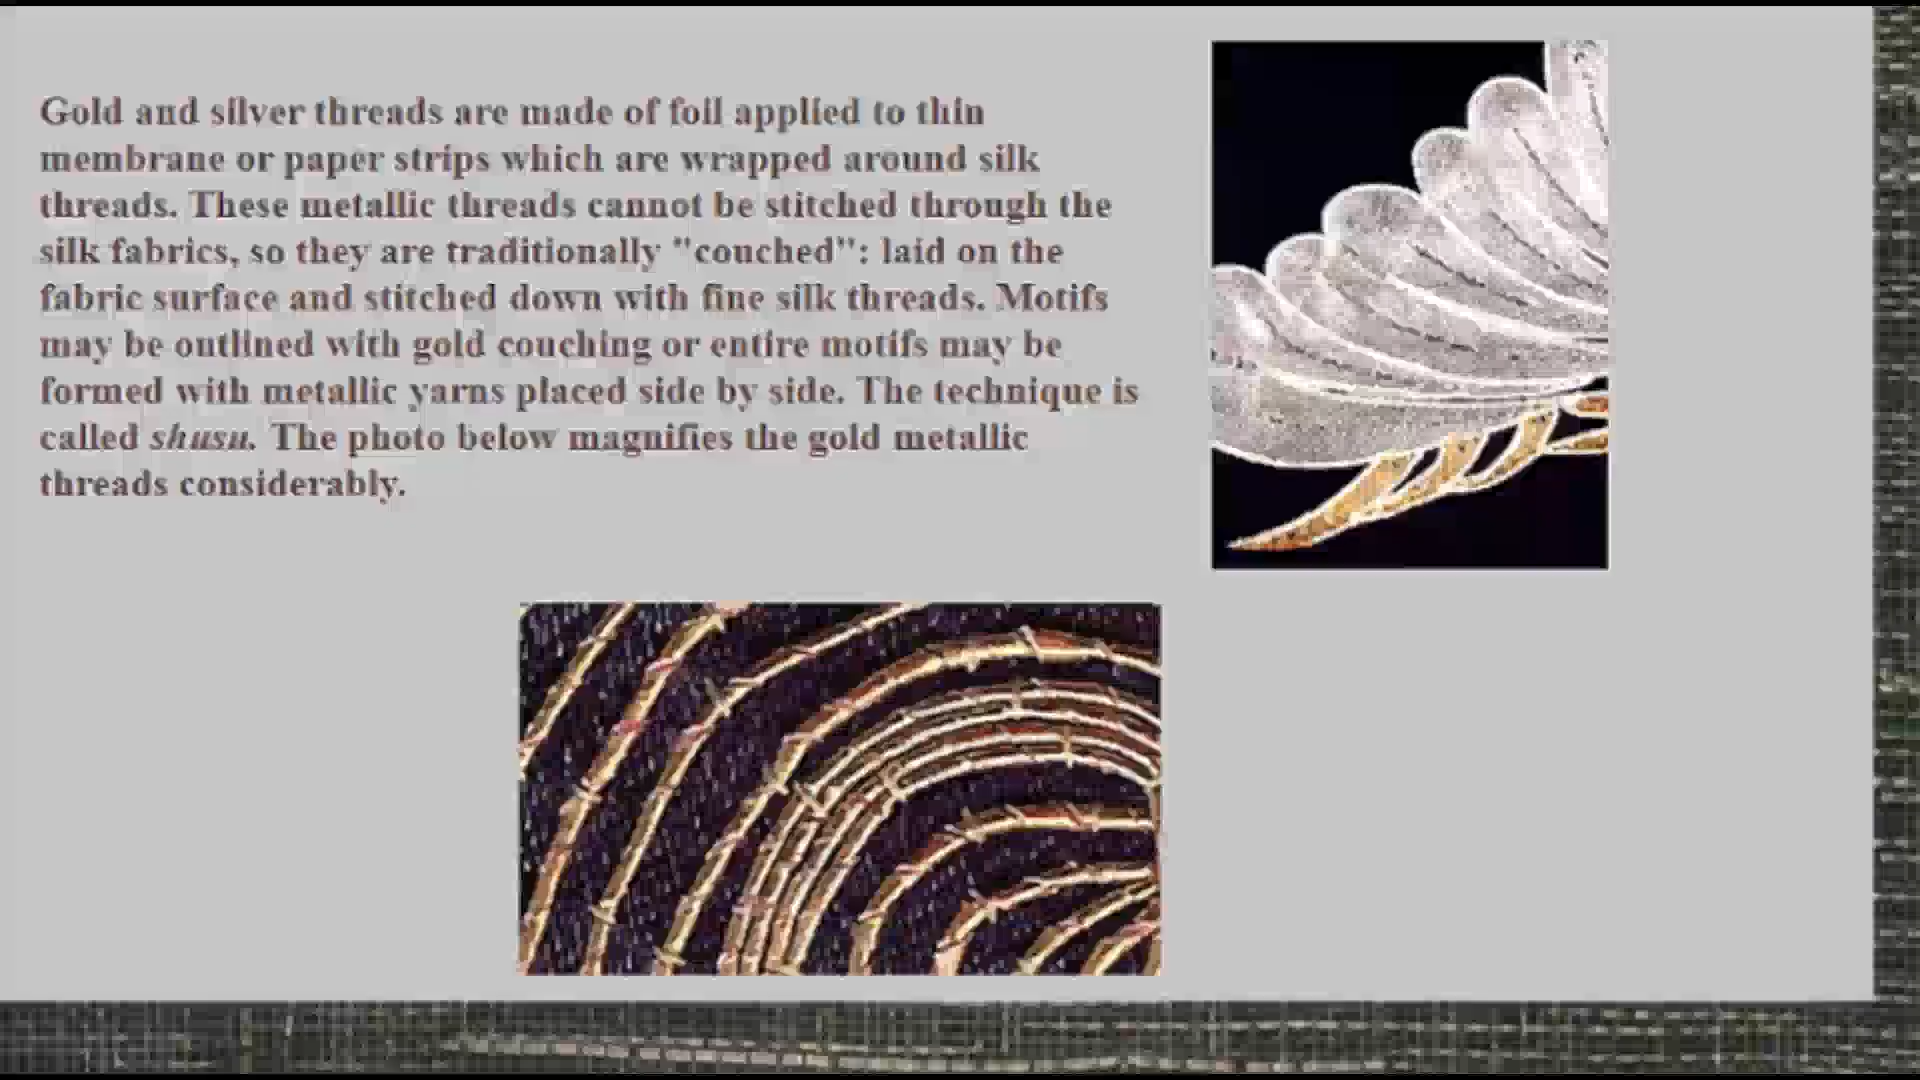 Gold and silver threads are made of foil applied to thin
membrane or paper strips which are wrapped around silk
threads. These metallic threads cannot be stitched through the
silk fabrics, so they are traditionally "couched": laid on the
fabric surface and stitched down with fine silk threads. Motifs
may be outlined with gold couching or entire motifs may be
formed with metallic yarns placed side by side. The technique is
called shusu. The photo below magnifies the gold metallic
threads considerably.